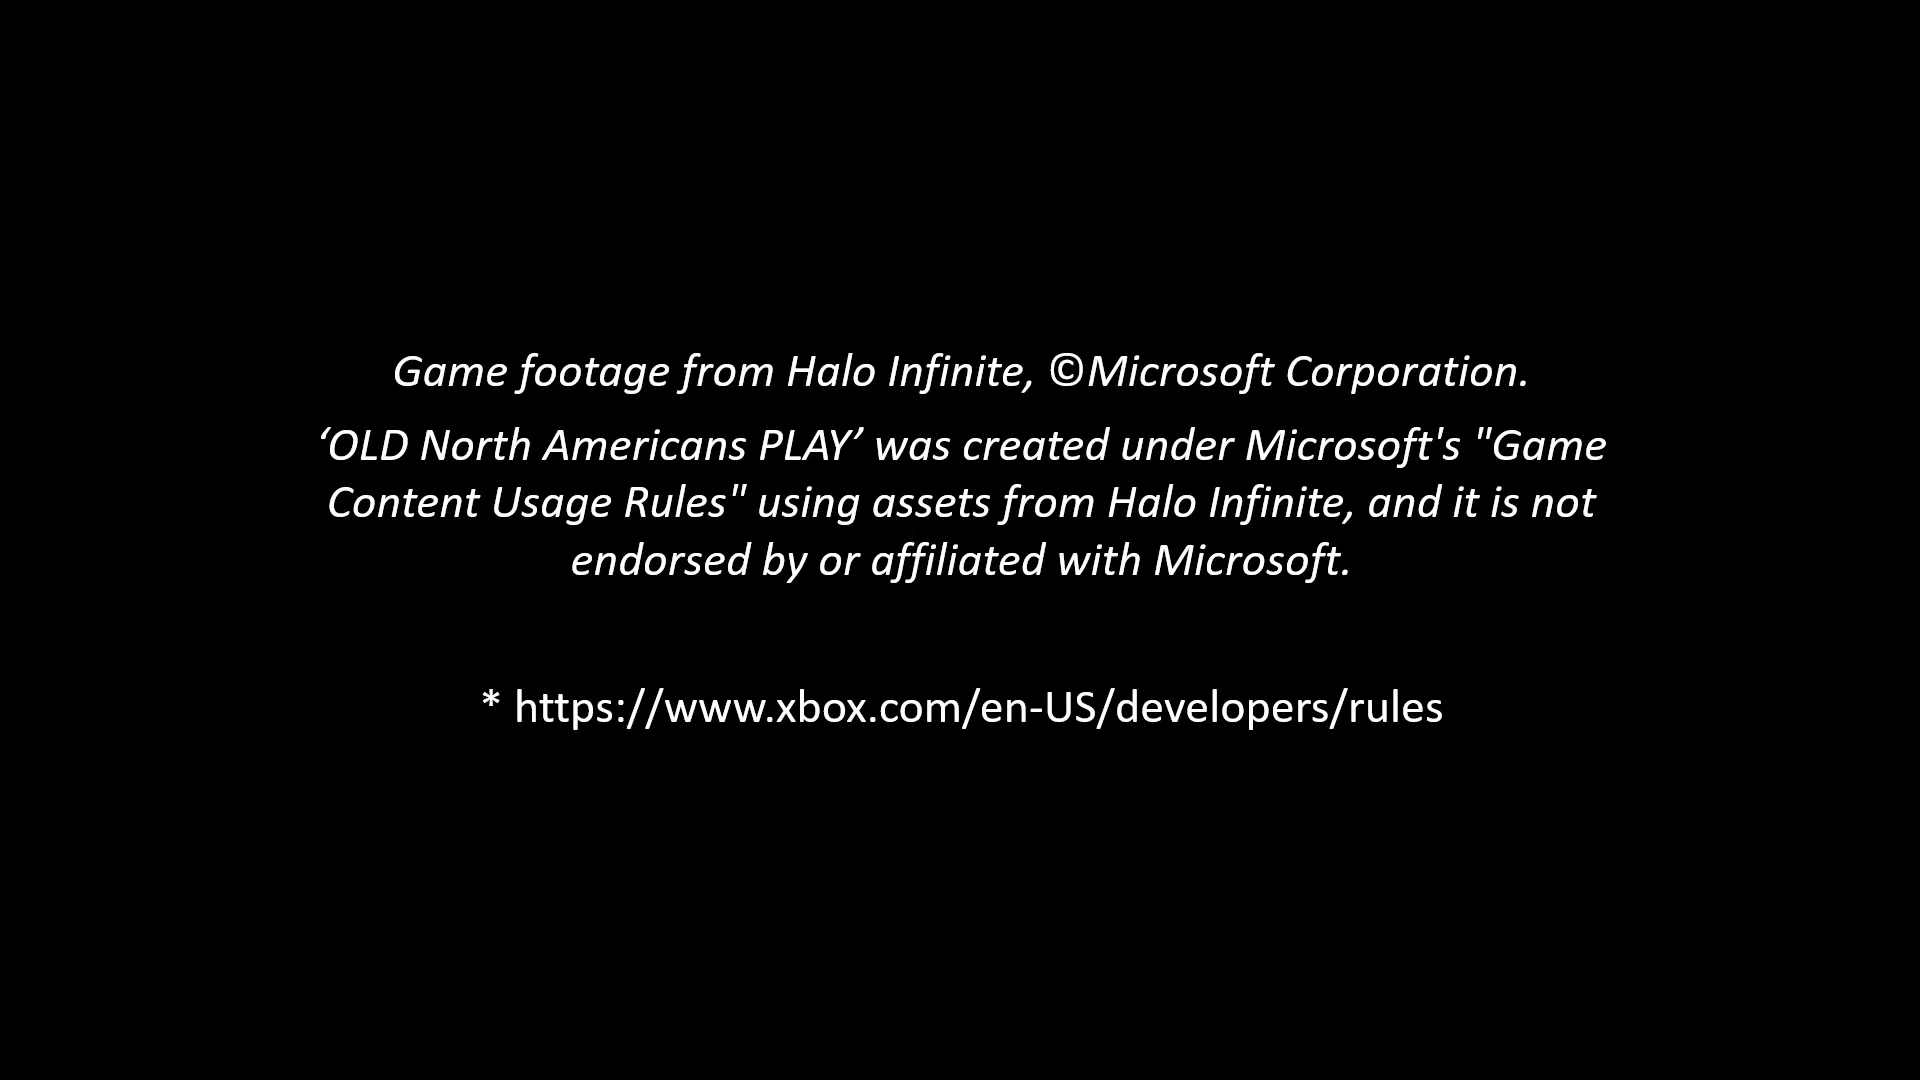 Game footage from Halo Infinite, ©Microsoft Corporation.
‘OLD North Americans PLAY’ was created under Microsoft's "Game
Content Usage Rules" using assets from Halo Infinite, and it is not
endorsed by or affiliated with Microsoft.
* https://www.xbox.com/en-US/developers/rules